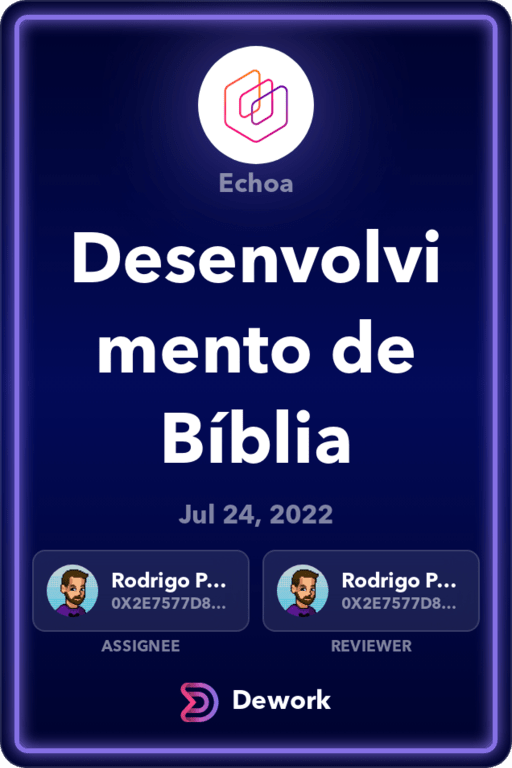 Echoa
Desenvolvi
mento de
Bíblia
Jul 24, 2022
Rodrigo P...
0X2E7577D8...
ASSIGNEE
Rodrigo P...
0X2E7577D8...
REVIEWER
Dework